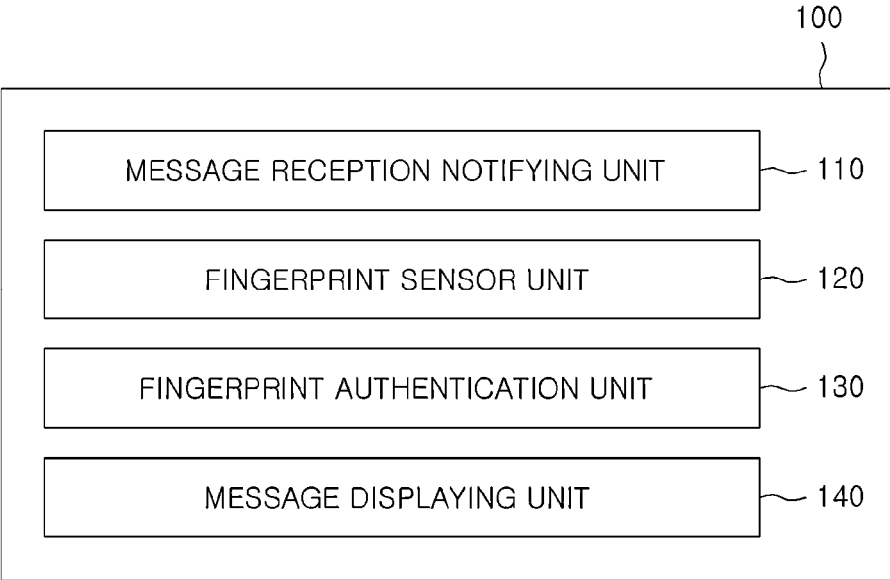 100
MESSAGE RECEPTION NOTIFYING UNIT 110
FINGERPRINT SENSOR UNIT 120
FINGERPRINT AUTHENTICATION UNIT 130
MESSAGE DISPLAYING UNIT 140